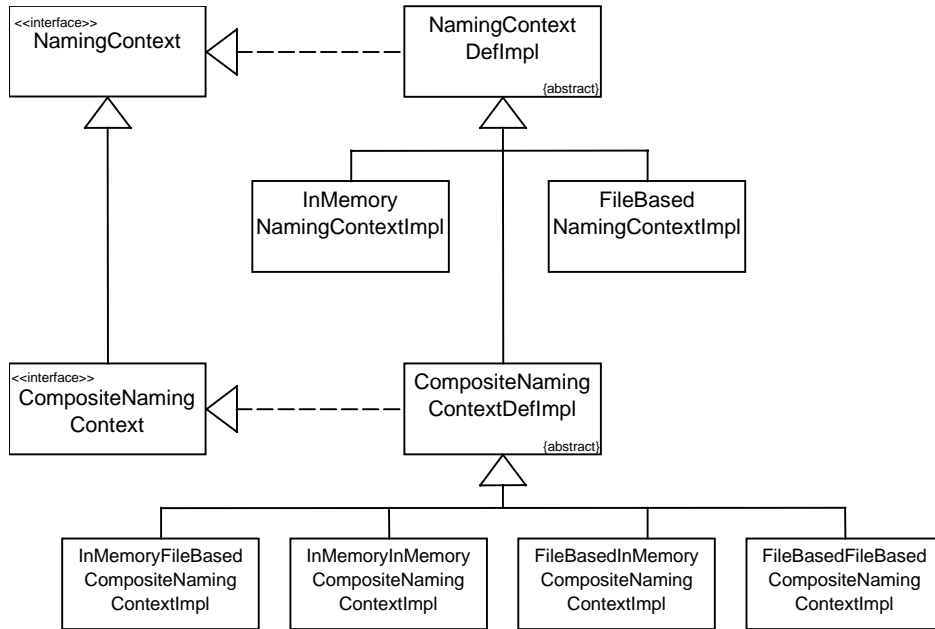 <<interface>>
NamingContext
NamingContext
DefImpl
{abstract}
InMemory
NamingContextImpl
FileBased
NamingContextImpl
<<interface>>
CompositeNaming
Context
CompositeNaming
ContextDefImpl
{abstract}
InMemoryFileBased
CompositeNaming
ContextImpl
InMemoryInMemory
CompositeNaming
ContextImpl
FileBasedInMemory
CompositeNaming
ContextImpl
FileBasedFileBased
CompositeNaming
ContextImpl